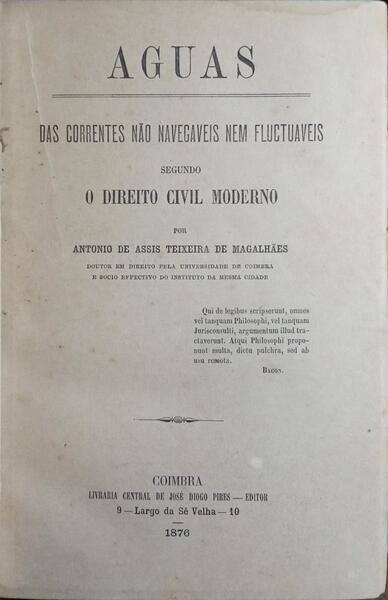 AGUAS
DAS CORRENTES NÃO NAVEGAVEIS NEM FLUCTUAVEIS
SEGUNDO
O DIREITO CIVIL MODERNO
POR
ANTONIO DE ASSIS TEIXEIRA DE MAGALHÃES
DOUTOR EM DIREITO PELA UNIVERSIDADE DE COIMBRA
E SOCIO EFFECTIVO DO INSTITUTO DA MESMA CIDADE
Qui de legibus scripserunt, omnes
vel tanquam Philosophi, vel tanquam
Jurisconsulti, argumentum illud tra-
ctaverunt. Atqui Philosophi propo-
nunt multa, dictu pulchra, sed ab
usu remota.
BACON.
COIMBRA
LIVRARIA CENTRAL DE JOSÉ DIOGO PIRES — EDITOR
9 — Largo da Sé Velha — 10
1876